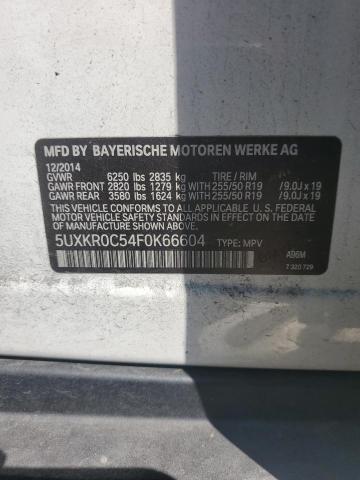 MFD BY BAYERISCHE MOTOREN WERKE AG
12/2014
GVWR 6250 lbs 2835 kg TIRE / RIM
GAWR FRONT 2820 lbs 1279 kg WITH 255/50 R19 /9.0J x 19
GAWR REAR 3580 lbs 1624 kg WITH 255/50 R19 /9.0J x 19
THIS VEHICLE CONFORMS TO ALL APPLICABLE U.S. FEDERAL
MOTOR VEHICLE SAFETY STANDARDS IN EFFECT
ON THE DATE OF MANUFACTURE SHOWN ABOVE.
5UXKR0C54F0K66604 TYPE: MPV
A96M
7 320 729